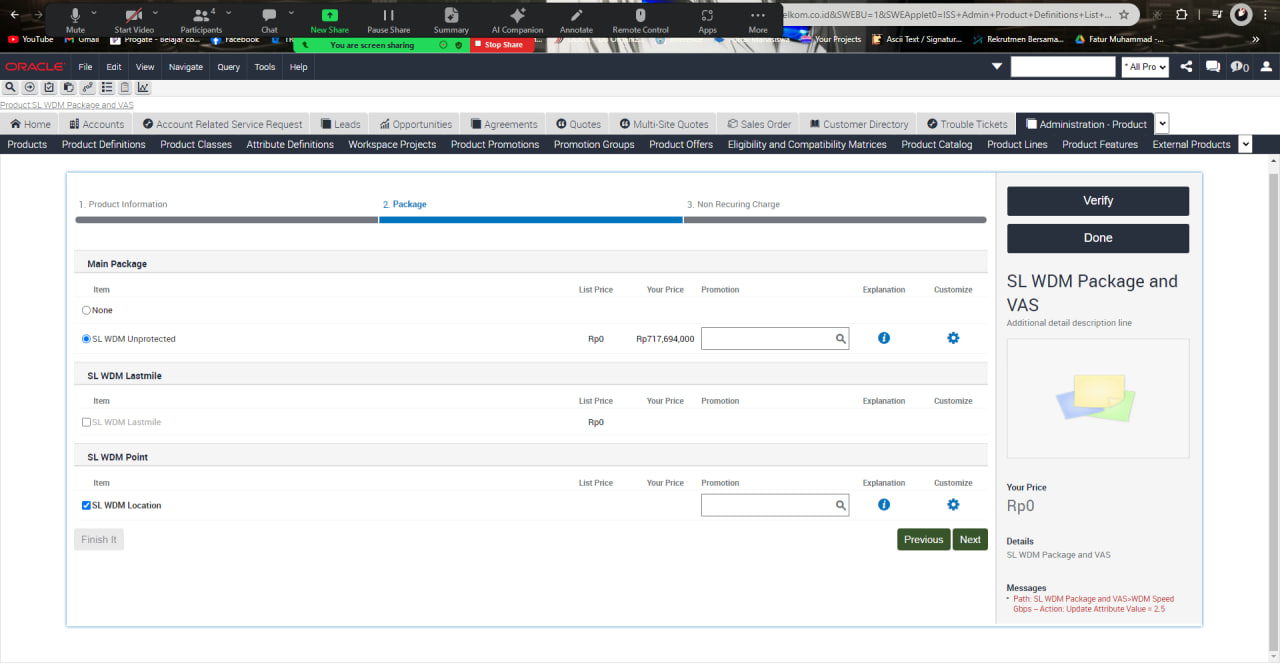 Mute
Start Video
Participants 4
Chat
New Share
Pause Share
Summary
AI Companion
Annotate
Remote Control
Apps
More
elkom.co.id&SWEBU=1&SWEApplet0=ISS+Admin+Product+Definitions+List+...
You are screen sharing
Stop Share
YouTube
Gmail
Progate - Belajar co...
Facebook
Your Projects
Ascii Text / Signatur...
Rekrutmen Bersama...
Fatur Muhammad -...
ORACLE
File
Edit
View
Navigate
Query
Tools
Help
* All Pro
0
Product:SL WDM Package and VAS
Home
Accounts
Account Related Service Request
Leads
Opportunities
Agreements
Quotes
Multi-Site Quotes
Sales Order
Customer Directory
Trouble Tickets
Administration - Product
Products
Product Definitions
Product Classes
Attribute Definitions
Workspace Projects
Product Promotions
Promotion Groups
Product Offers
Eligibility and Compatibility Matrices
Product Catalog
Product Lines
Product Features
External Products
1. Product Information
2. Package
3. Non Recuring Charge
Main Package
Item
List Price
Your Price
Promotion
Explanation
Customize
None
SL WDM Unprotected
Rp0
Rp717,694,000
SL WDM Lastmile
Item
List Price
Your Price
Promotion
Explanation
Customize
SL WDM Lastmile
Rp0
SL WDM Point
Item
List Price
Your Price
Promotion
Explanation
Customize
SL WDM Location
Finish It
Previous
Next
Verify
Done
SL WDM Package and
VAS
Additional detail description line
Your Price
Rp0
Details
SL WDM Package and VAS
Messages
Path: SL WDM Package and VAS>WDM Speed
Gbps – Action: Update Attribute Value = 2.5